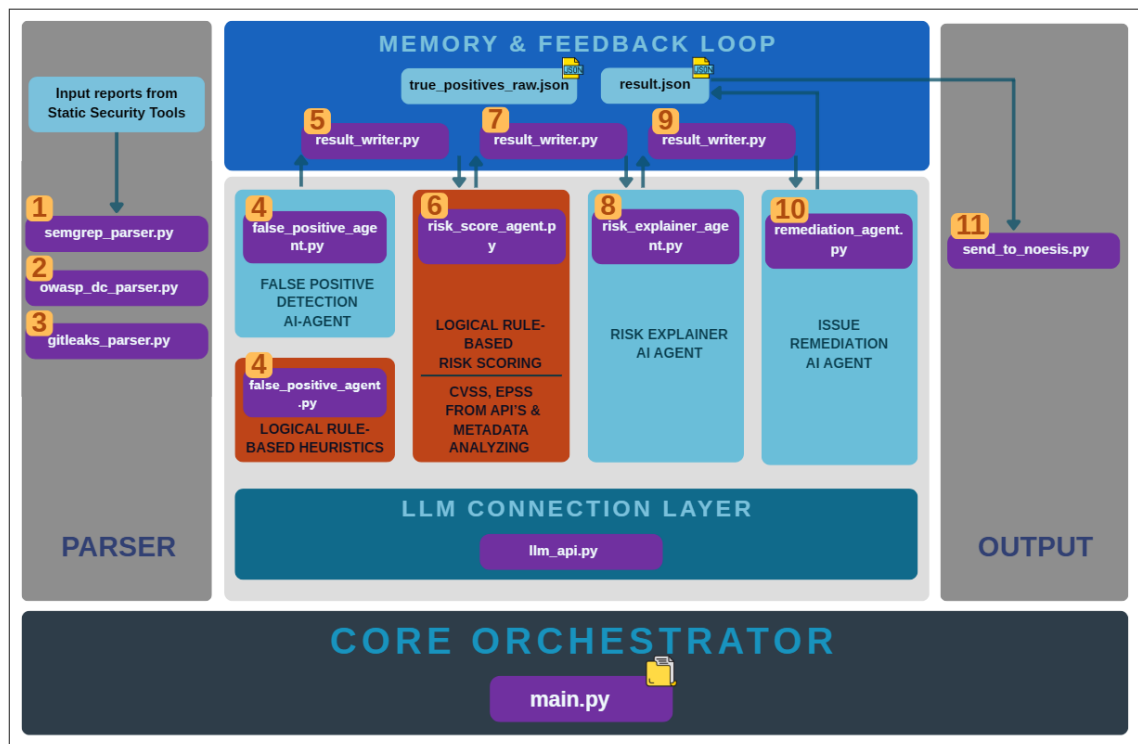 MEMORY & FEEDBACK LOOP
true_positives_raw.json
JSON
result.json
JSON
Input reports from
Static Security Tools
5
result_writer.py
7
result_writer.py
9
result_writer.py
1
semgrep_parser.py
2
owasp_dc_parser.py
3
gitleaks_parser.py
PARSER
4
false_positive_age
nt.py
FALSE POSITIVE
DETECTION
AI-AGENT
4
false_positive_agent
.py
LOGICAL RULE-
BASED HEURISTICS
6
risk_score_agent.p
y
LOGICAL RULE-
BASED
RISK SCORING
CVSS, EPSS
FROM API'S &
METADATA
ANALYZING
8
risk_explainer_age
nt.py
RISK EXPLAINER
AI AGENT
10
remediation_agent.
py
ISSUE
REMEDIATION
AI AGENT
11
send_to_noesis.py
OUTPUT
LLM CONNECTION LAYER
llm_api.py
CORE ORCHESTRATOR
main.py